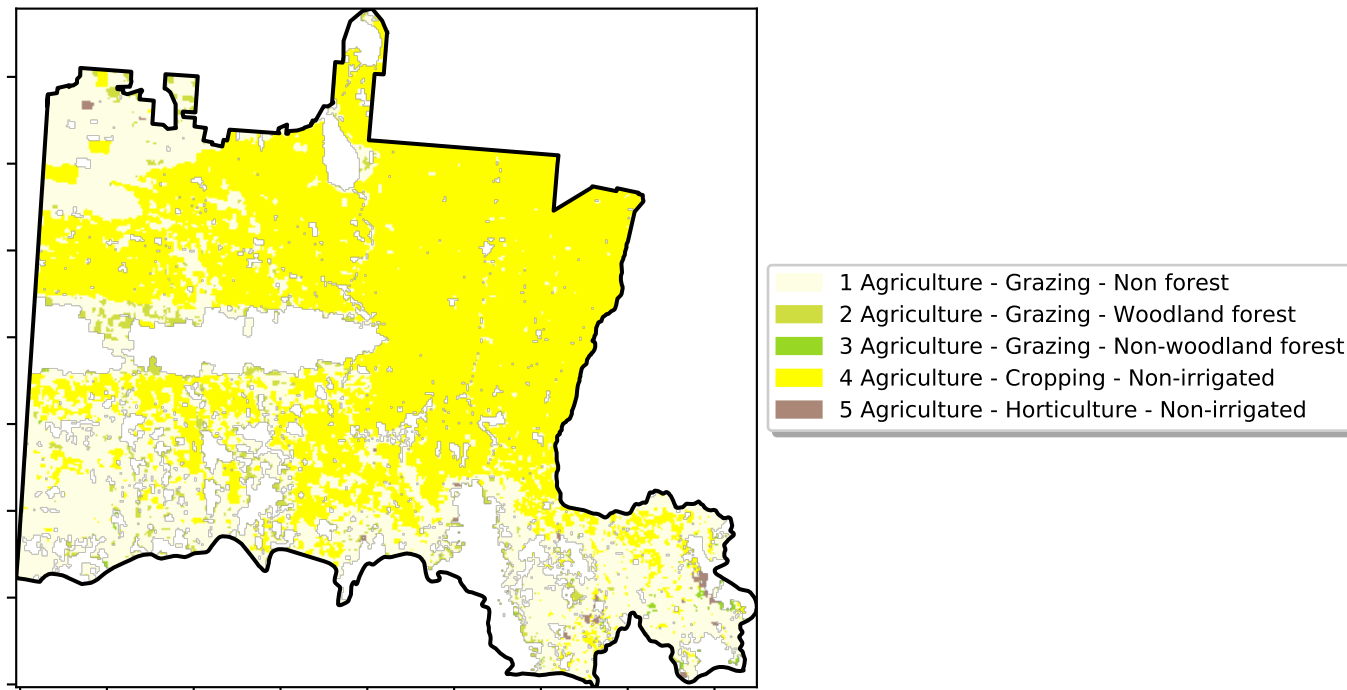 1 Agriculture - Grazing - Non forest
2 Agriculture - Grazing - Woodland forest
3 Agriculture - Grazing - Non-woodland forest
4 Agriculture - Cropping - Non-irrigated
5 Agriculture - Horticulture - Non-irrigated